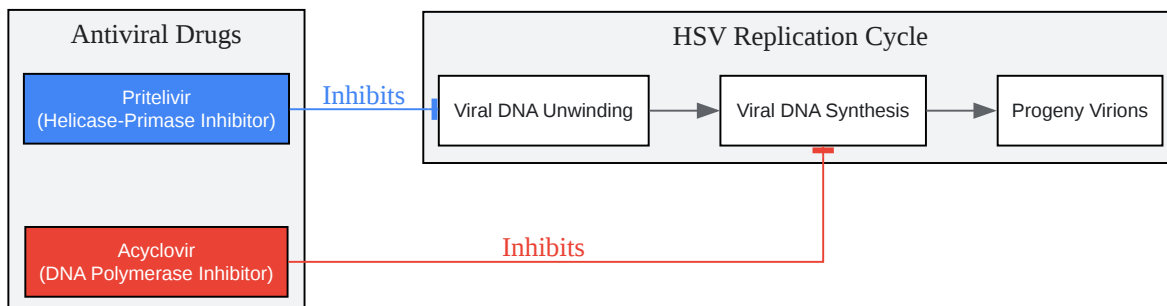 Antiviral Drugs
Pritelivir
(Helicase-Primase Inhibitor)
Acyclovir
(DNA Polymerase Inhibitor)
Inhibits
Inhibits
HSV Replication Cycle
Viral DNA Unwinding
Viral DNA Synthesis
Progeny Virions